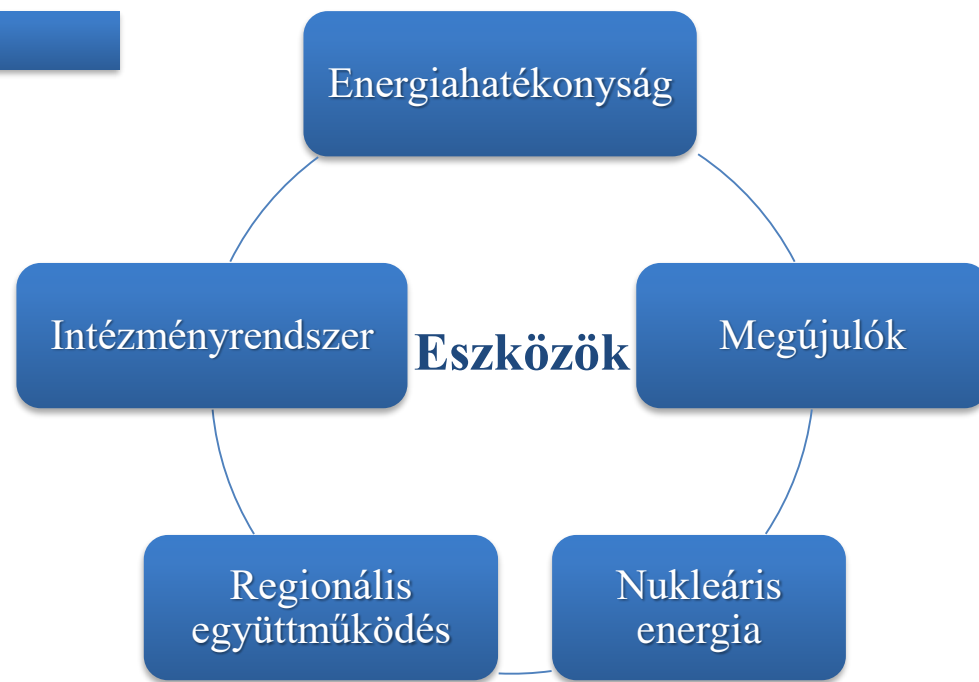 Energiahatékonyság
Intézményrendszer
Eszközök
Megújulók
Regionális
együttműködés
Nukleáris
energia